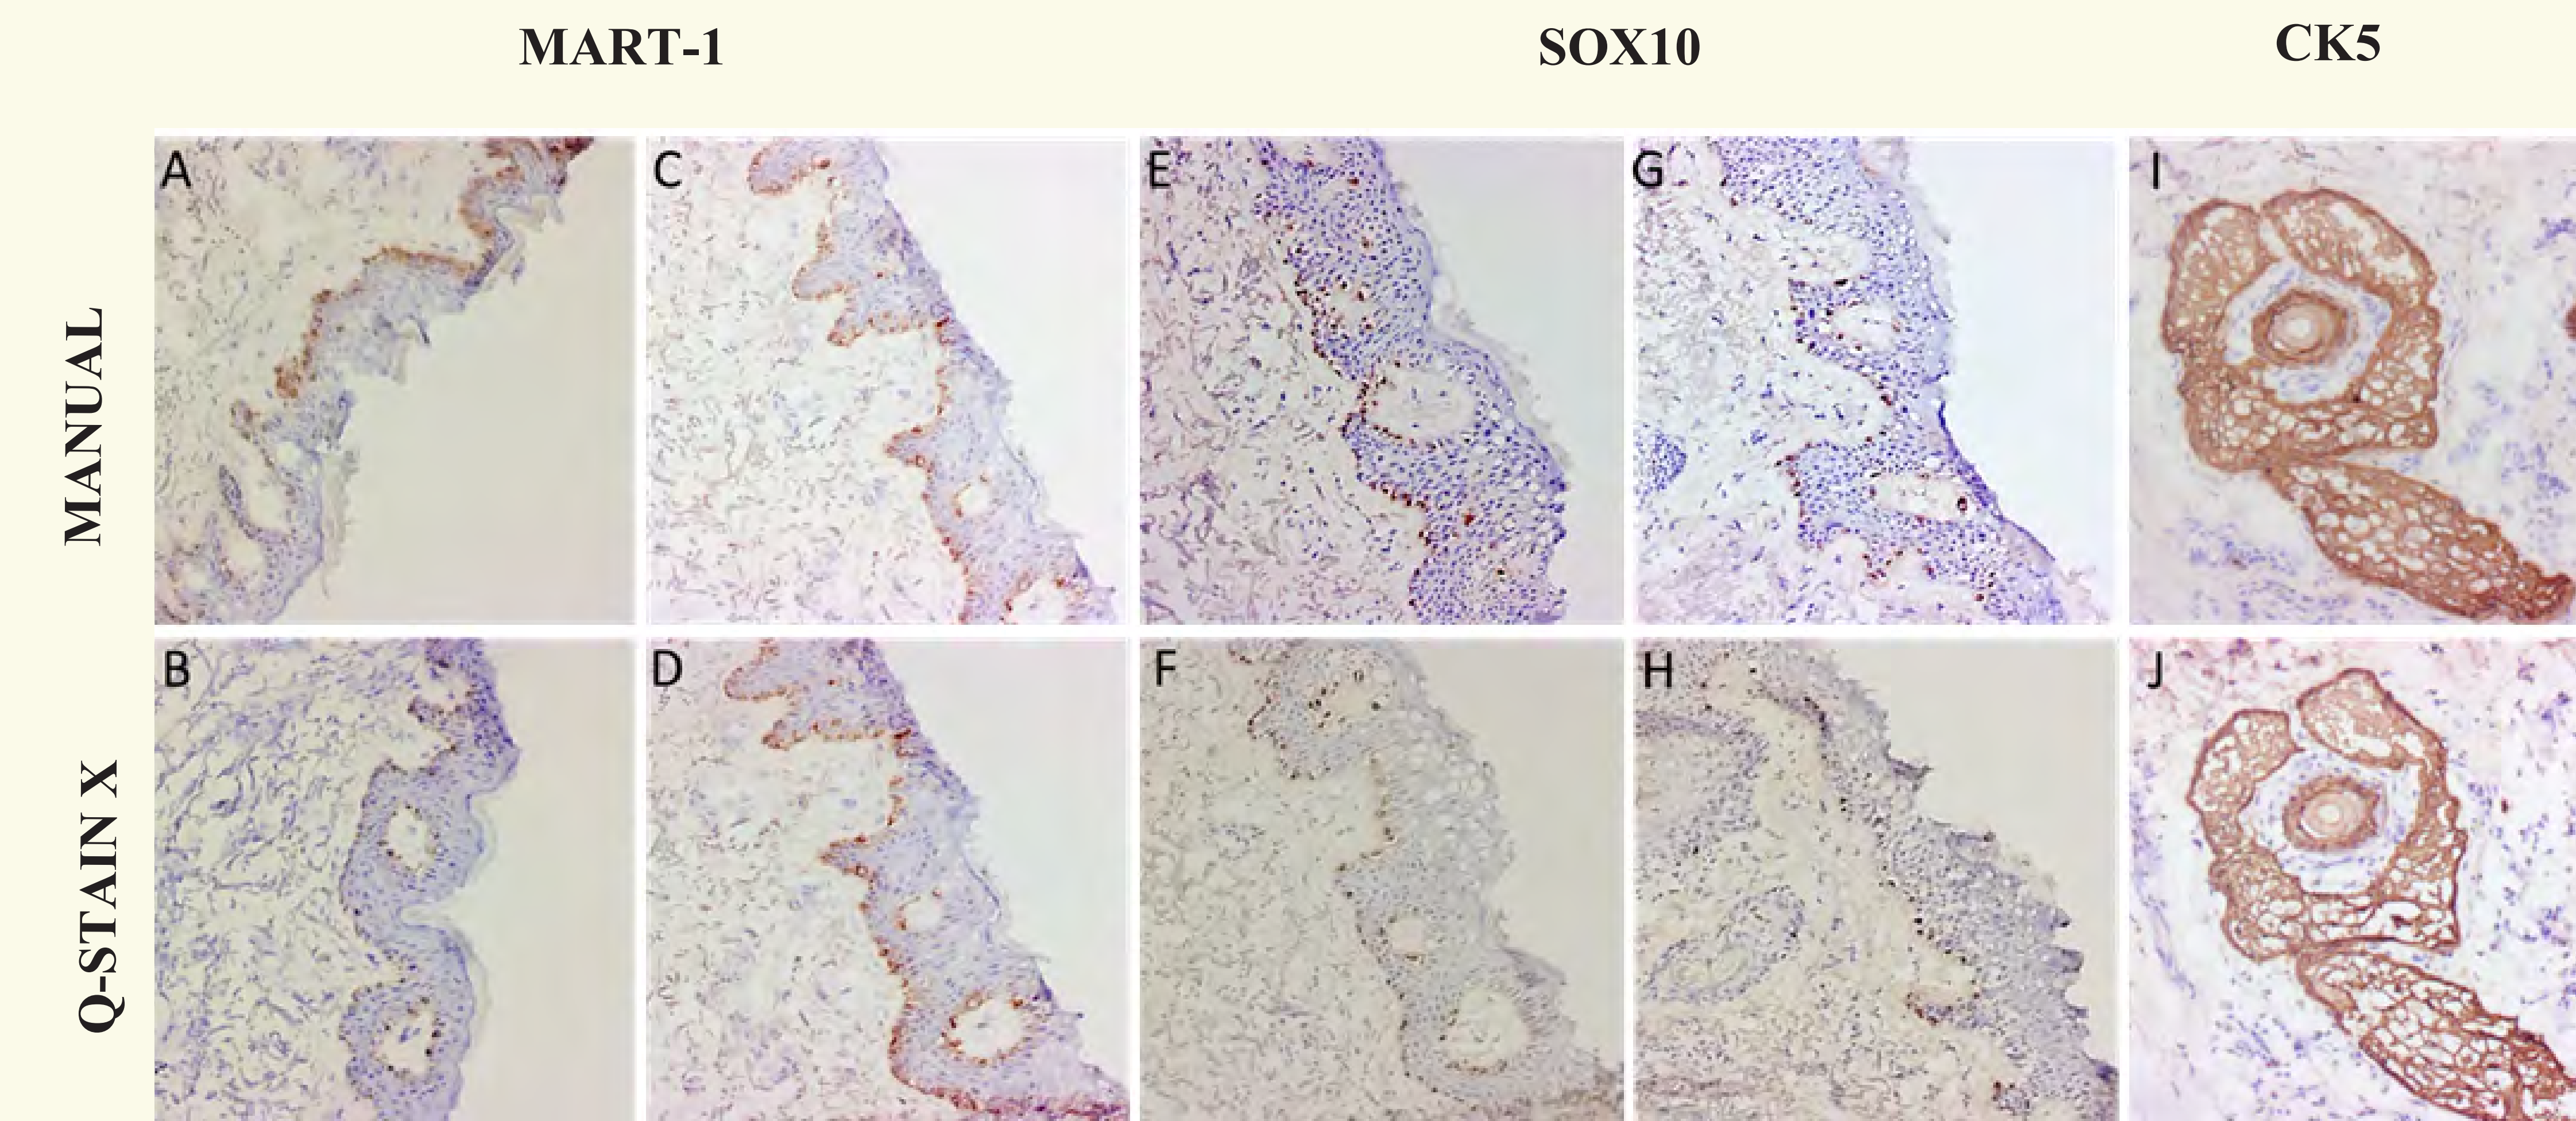 MART-1 SOX10 CK5
MANUAL
A C E G I
Q-STAIN X
B D F H J